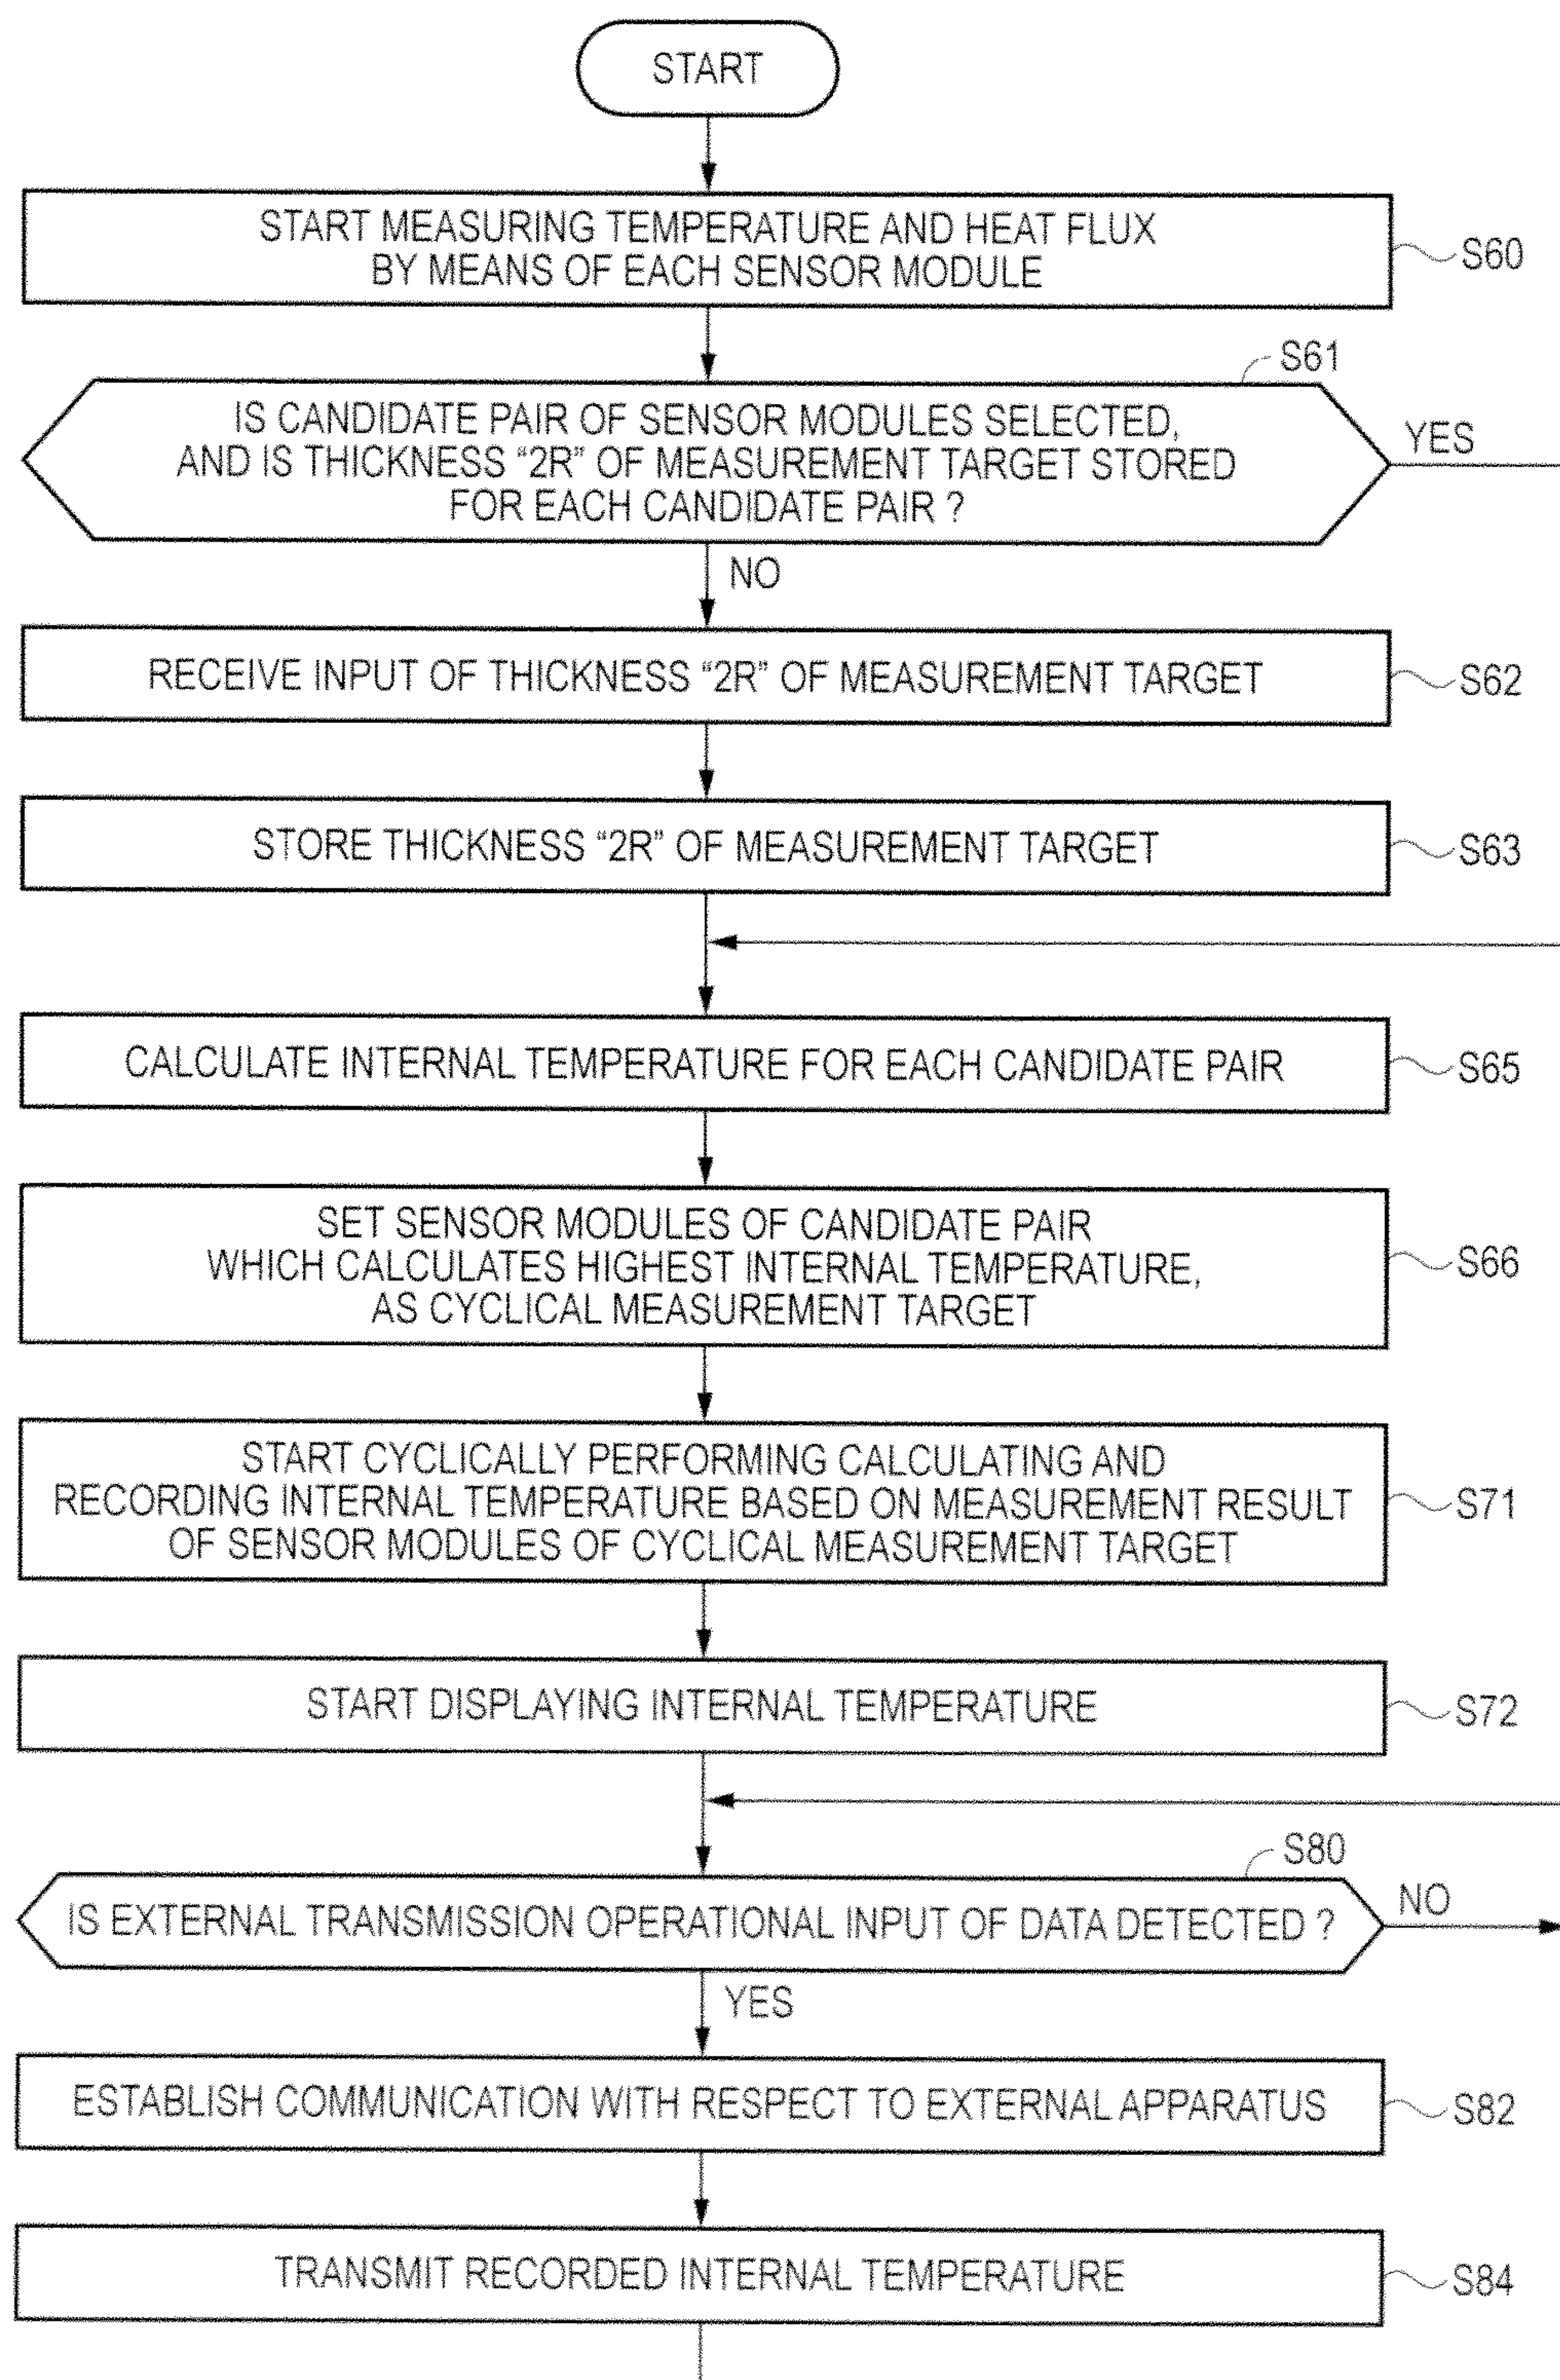 START
START MEASURING TEMPERATURE AND HEAT FLUX
BY MEANS OF EACH SENSOR MODULE
S60
S61
IS CANDIDATE PAIR OF SENSOR MODULES SELECTED,
AND IS THICKNESS “2R” OF MEASUREMENT TARGET STORED
FOR EACH CANDIDATE PAIR ?
YES
NO
RECEIVE INPUT OF THICKNESS “2R” OF MEASUREMENT TARGET
S62
STORE THICKNESS “2R” OF MEASUREMENT TARGET
S63
CALCULATE INTERNAL TEMPERATURE FOR EACH CANDIDATE PAIR
S65
SET SENSOR MODULES OF CANDIDATE PAIR
WHICH CALCULATES HIGHEST INTERNAL TEMPERATURE,
AS CYCLICAL MEASUREMENT TARGET
S66
START CYCLICALLY PERFORMING CALCULATING AND
RECORDING INTERNAL TEMPERATURE BASED ON MEASUREMENT RESULT
OF SENSOR MODULES OF CYCLICAL MEASUREMENT TARGET
S71
START DISPLAYING INTERNAL TEMPERATURE
S72
S80
IS EXTERNAL TRANSMISSION OPERATIONAL INPUT OF DATA DETECTED ?
NO
YES
ESTABLISH COMMUNICATION WITH RESPECT TO EXTERNAL APPARATUS
S82
TRANSMIT RECORDED INTERNAL TEMPERATURE
S84